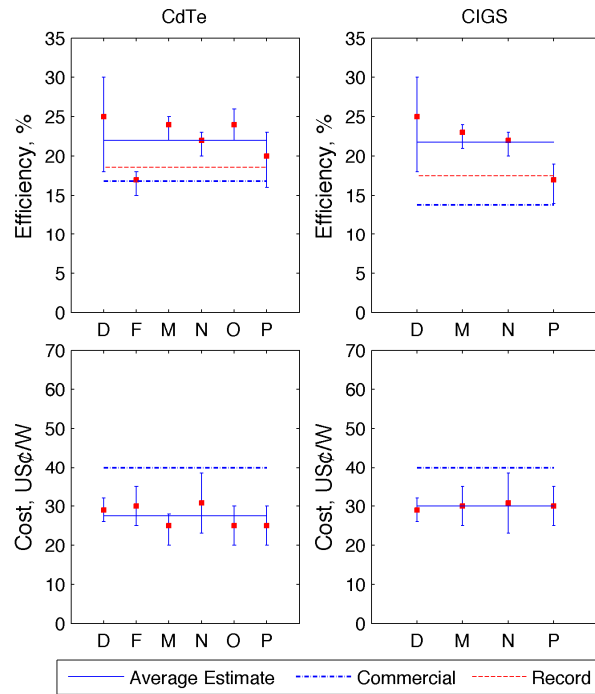 CdTe
CIGS
Efficiency, %
35
30
25
20
15
10
5
0
D F M N O P
Efficiency, %
35
30
25
20
15
10
5
0
D M N P
Cost, US¢/W
70
60
50
40
30
20
10
0
D F M N O P
Cost, US¢/W
70
60
50
40
30
20
10
0
D M N P
Average Estimate Commercial Record